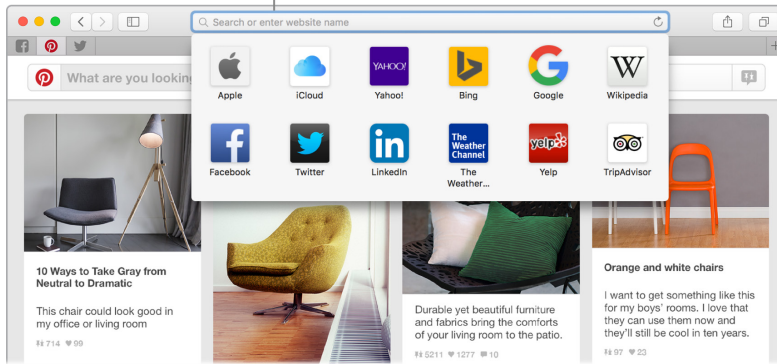 Search or enter website name
What are you lookin
YAHOO!
Apple
iCloud
Yahoo!
Bing
Google
Wikipedia
W
The
Weather
Channel
yelp
in
Facebook
Twitter
LinkedIn
The
Weather...
Yelp
TripAdvisor
10 Ways to Take Gray from
Neutral to Dramatic
This chair could look good in
my office or living room
714 99
Durable yet beautiful furniture
and fabrics bring the comforts
of your living room to the patio.
5211 1277 10
Orange and white chairs
I want to get something like this
for my boys' rooms. I love that
they can use them now and
they'll still be cool in ten years.
97 23